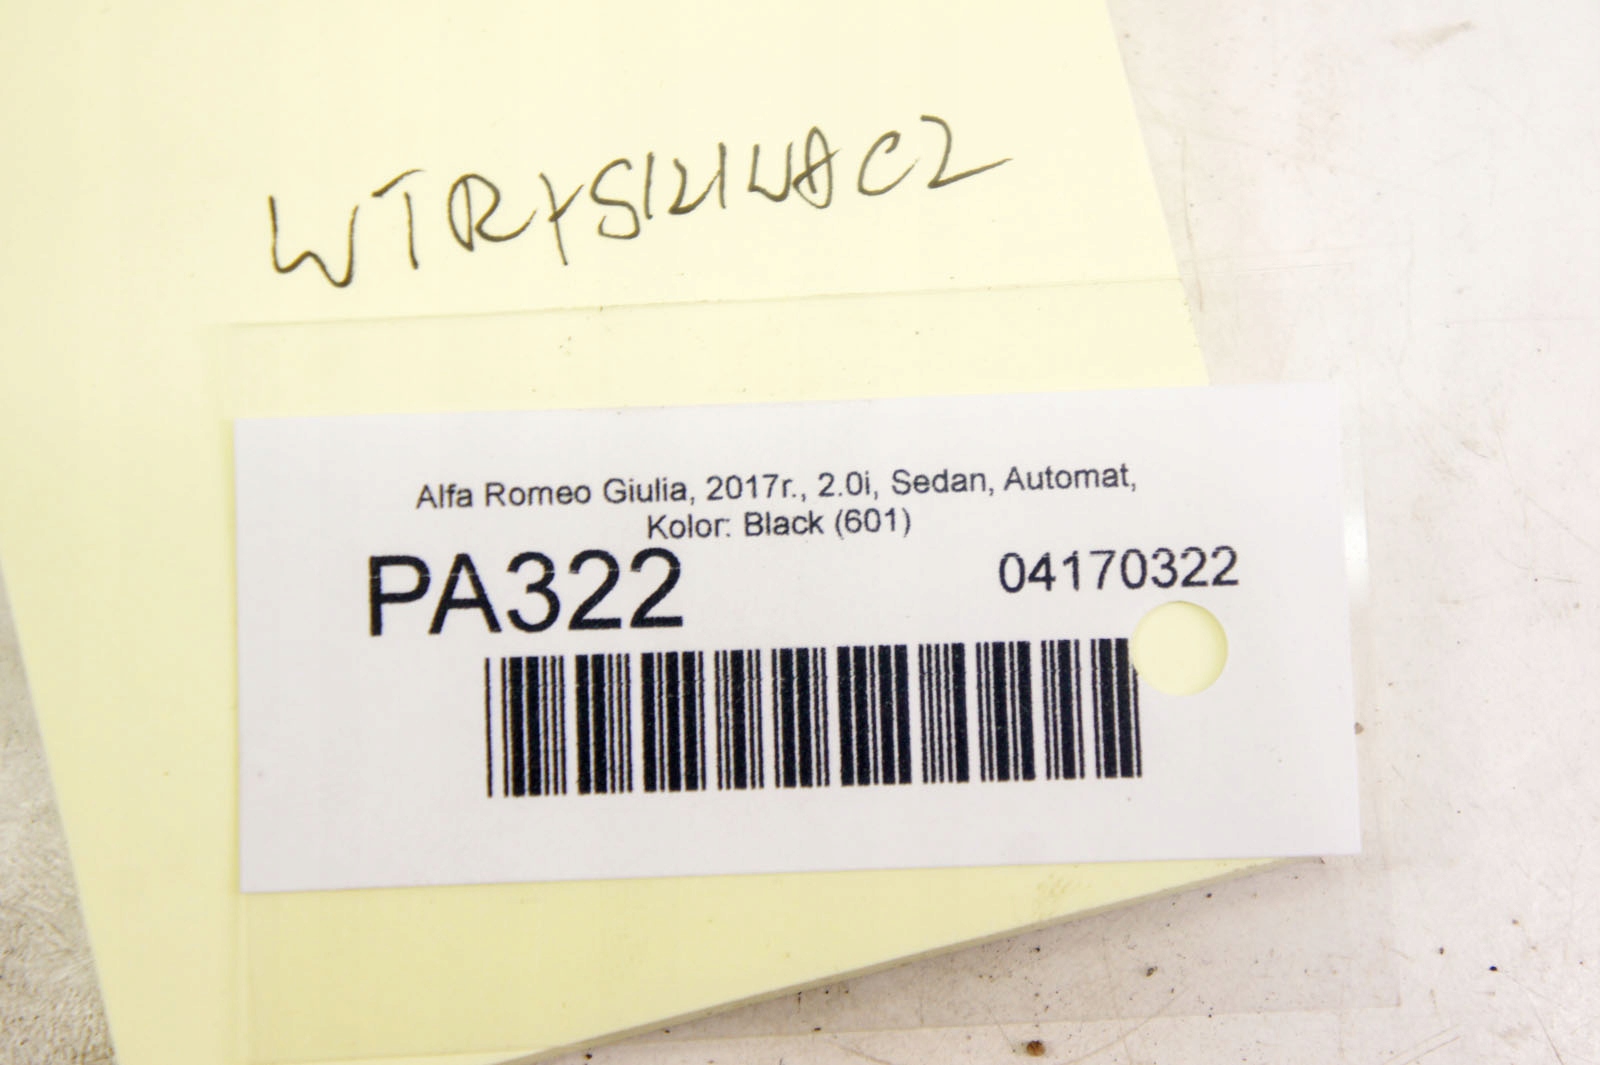 WTRYSKIWACZ
Alfa Romeo Giulia, 2017r., 2.0i, Sedan, Automat,
Kolor: Black (601)
PA322
04170322